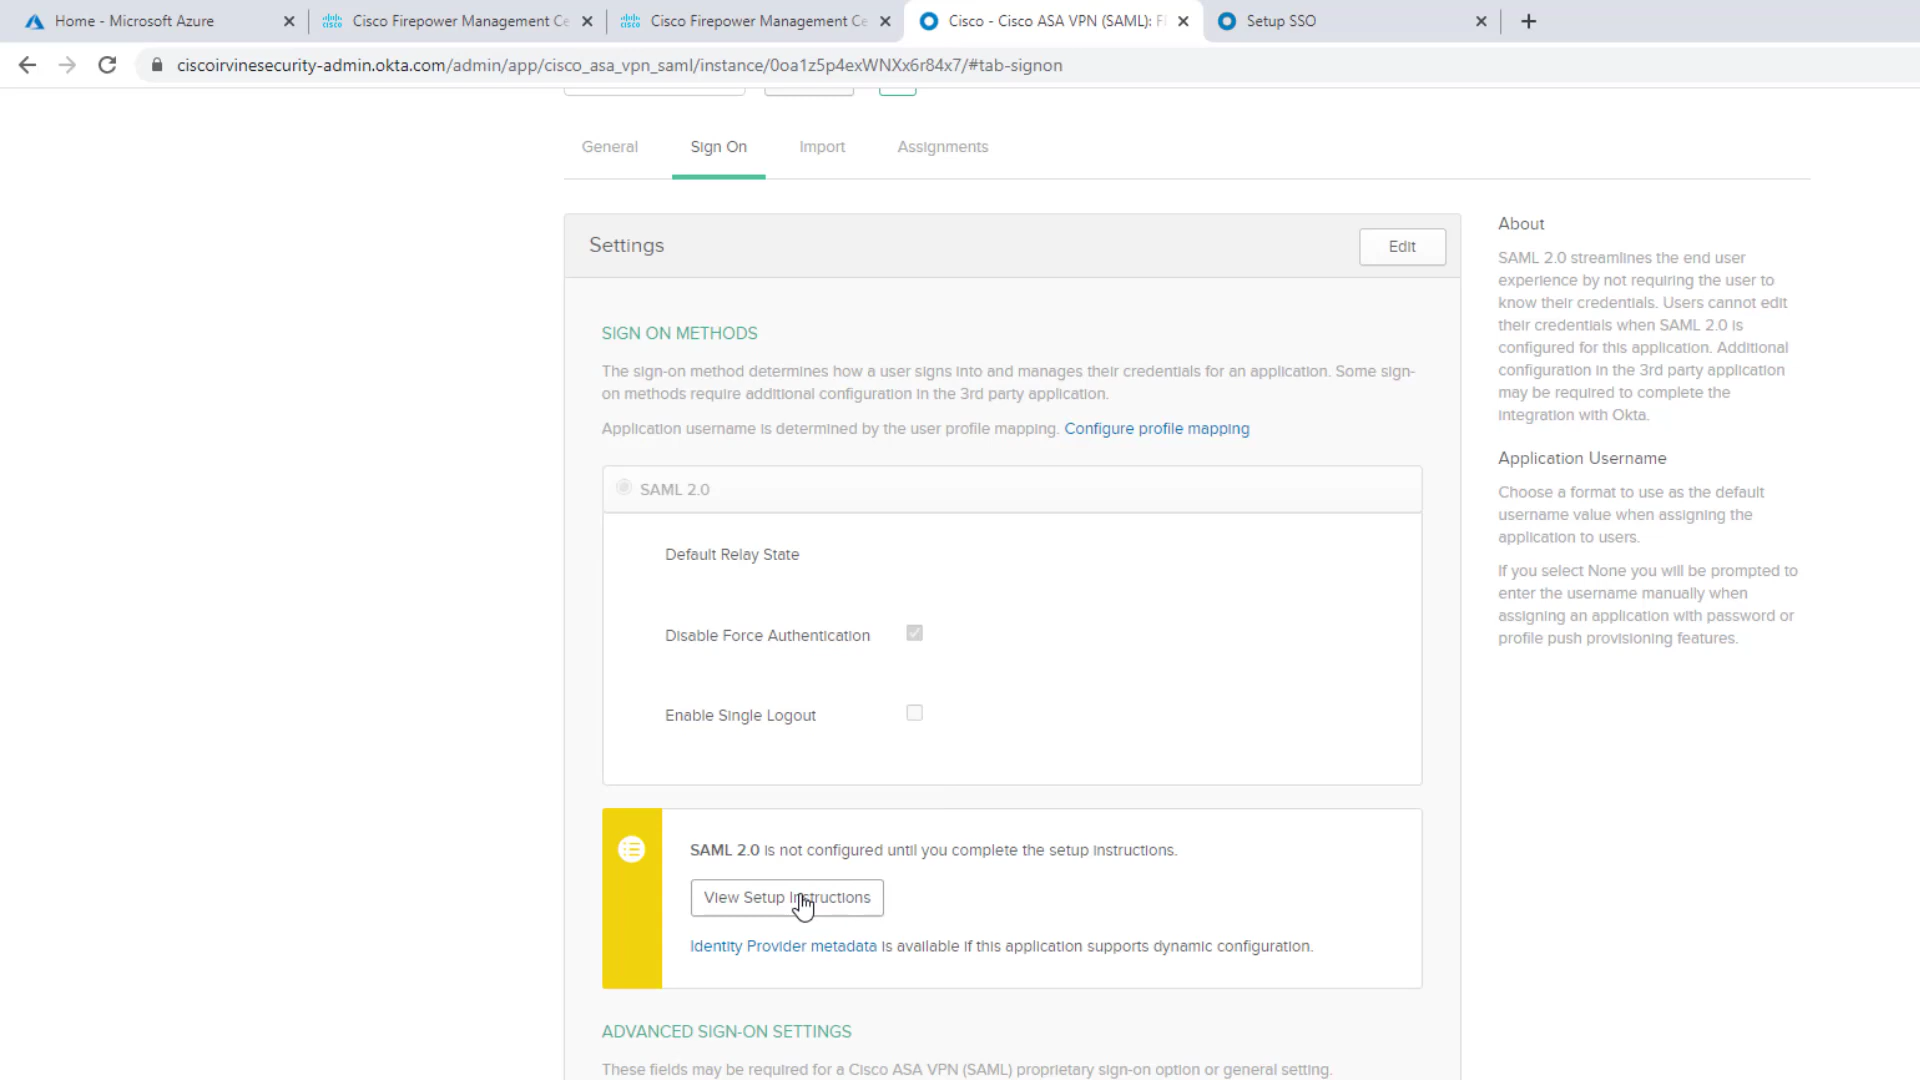 Home - Microsoft Azure
Cisco Firepower Management Ce
Cisco Firepower Management Ce
Cisco - Cisco ASA VPN (SAML): F
Setup SSO
ciscoirvinesecurity-admin.okta.com/admin/app/cisco_asa_vpn_saml/instance/0oa1z5p4exWNXx6r84x7/#tab-signon
General
Sign On
Import
Assignments
Settings
Edit
SIGN ON METHODS
The sign-on method determines how a user signs into and manages their credentials for an application. Some sign-
on methods require additional configuration in the 3rd party application.
Application username is determined by the user profile mapping. Configure profile mapping
SAML 2.0
Default Relay State
Disable Force Authentication
Enable Single Logout
SAML 2.0 is not configured until you complete the setup instructions.
View Setup Instructions
Identity Provider metadata is available if this application supports dynamic configuration.
ADVANCED SIGN-ON SETTINGS
These fields may be required for a Cisco ASA VPN (SAML) proprietary sign-on option or general setting.
About
SAML 2.0 streamlines the end user
experience by not requiring the user to
know their credentials. Users cannot edit
their credentials when SAML 2.0 is
configured for this application. Additional
configuration in the 3rd party application
may be required to complete the
integration with Okta.
Application Username
Choose a format to use as the default
username value when assigning the
application to users.
If you select None you will be prompted to
enter the username manually when
assigning an application with password or
profile push provisioning features.